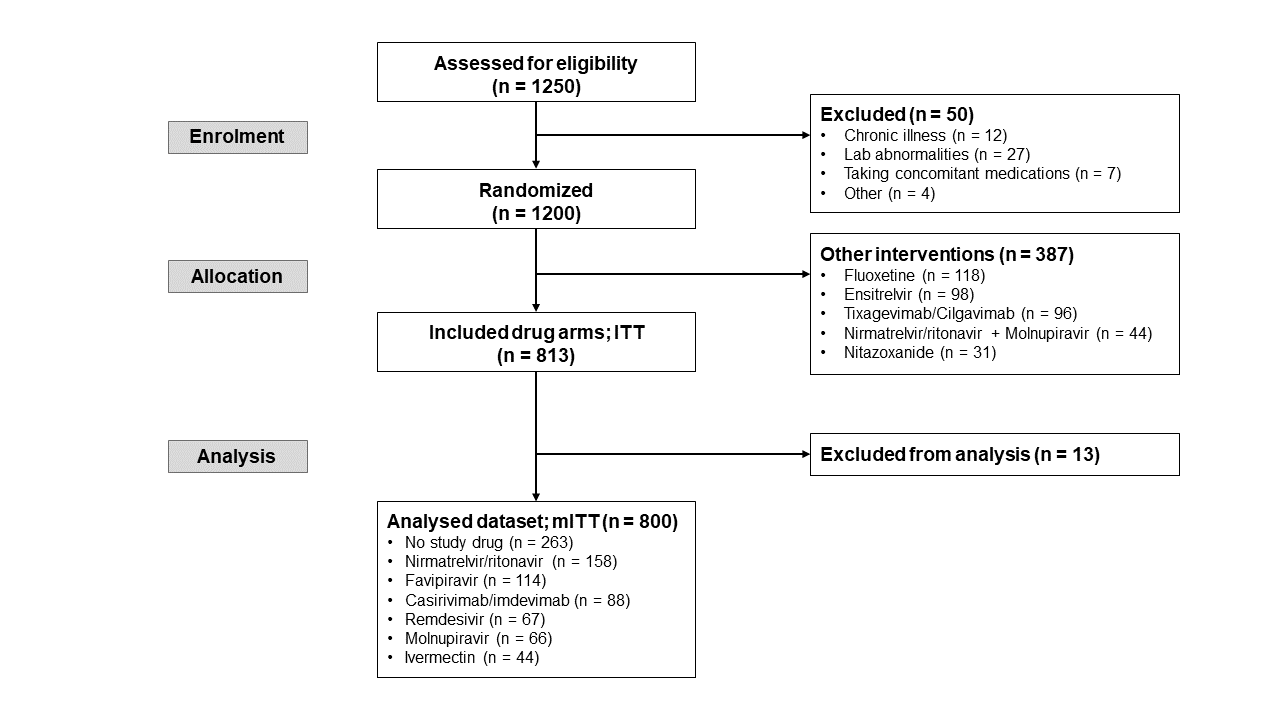 Assessed for eligibility
(n = 1250)
Enrolment
Excluded (n = 50)
• Chronic illness (n = 12)
• Lab abnormalities (n = 27)
• Taking concomitant medications (n = 7)
• Other (n = 4)
Randomized
(n = 1200)
Allocation
Other interventions (n = 387)
• Fluoxetine (n = 118)
• Ensitrelvir (n = 98)
• Tixagevimab/Cilgavimab (n = 96)
• Nirmatrelvir/ritonavir + Molnupiravir (n = 44)
• Nitazoxanide (n = 31)
Included drug arms; ITT
(n = 813)
Analysis
Excluded from analysis (n = 13)
Analysed dataset; mITT (n = 800)
• No study drug (n = 263)
• Nirmatrelvir/ritonavir (n = 158)
• Favipiravir (n = 114)
• Casirivimab/imdevimab (n = 88)
• Remdesivir (n = 67)
• Molnupiravir (n = 66)
• Ivermectin (n = 44)